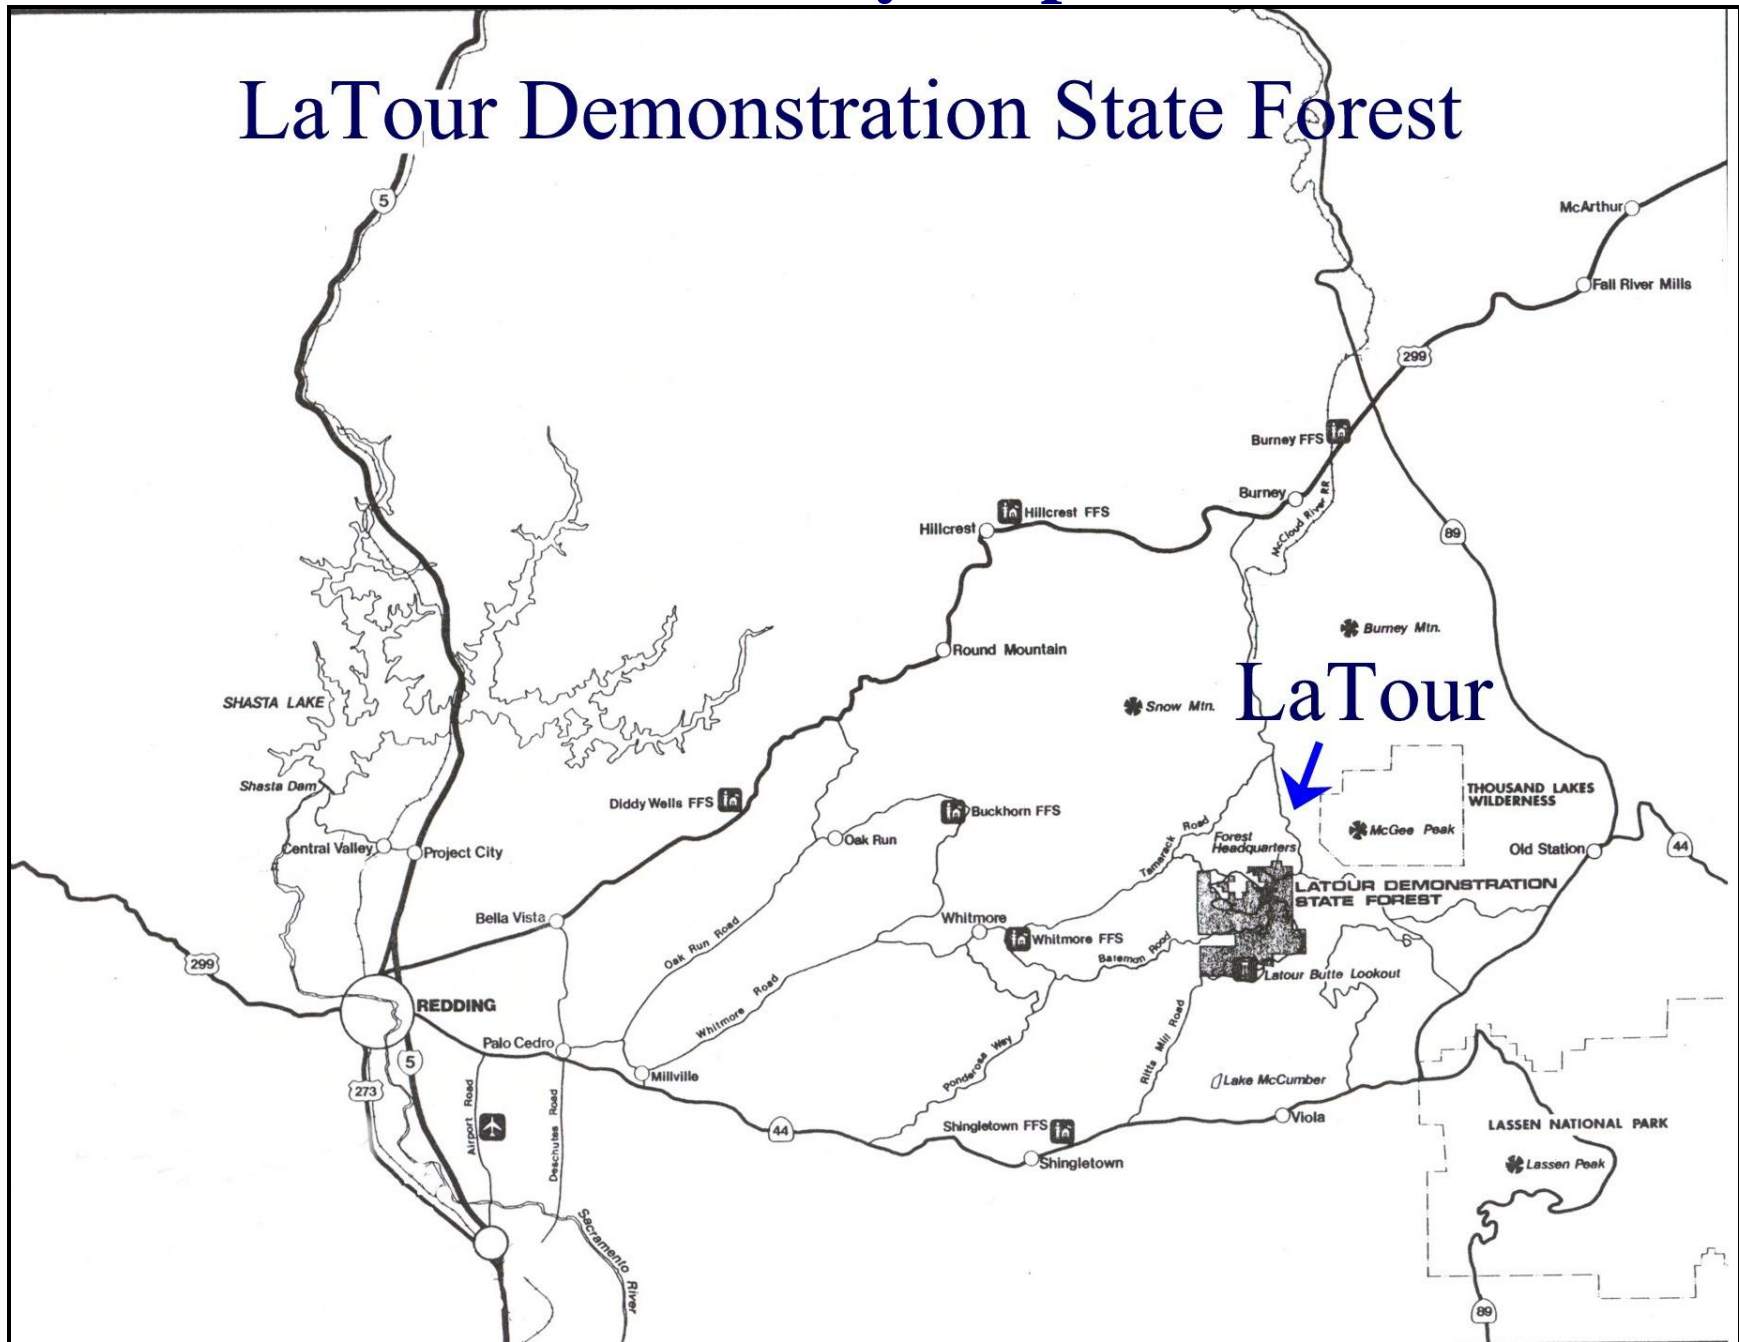 LaTour Demonstration State Forest
5
McArthur
Fall River Mills
299
Burney FFS
Burney
McCloud River RR
Hillcrest FFS
Hillcrest
89
Burney Mtn.
Round Mountain
LaTour
SHASTA LAKE
Snow Mtn.
Shasta Dam
THOUSAND LAKES
WILDERNESS
Diddy Wells FFS
Buckhorn FFS
McGee Peak
Tamarack Road
Forest
Headquarters
Oak Run
Central Valley
Project City
Old Station
44
LATOUR DEMONSTRATION
STATE FOREST
Bella Vista
Oak Run Road
Whitmore
Whitmore FFS
Bateman Road
299
Latour Butte Lookout
REDDING
Whitmore Road
Palo Cedro
5
Millville
273
Ponderosa Way
Ritts Mill Road
Lake McCumber
Airport Road
Deschutes Road
44
Shingletown FFS
Viola
LASSEN NATIONAL PARK
Shingletown
Lassen Peak
Sacramento River
89